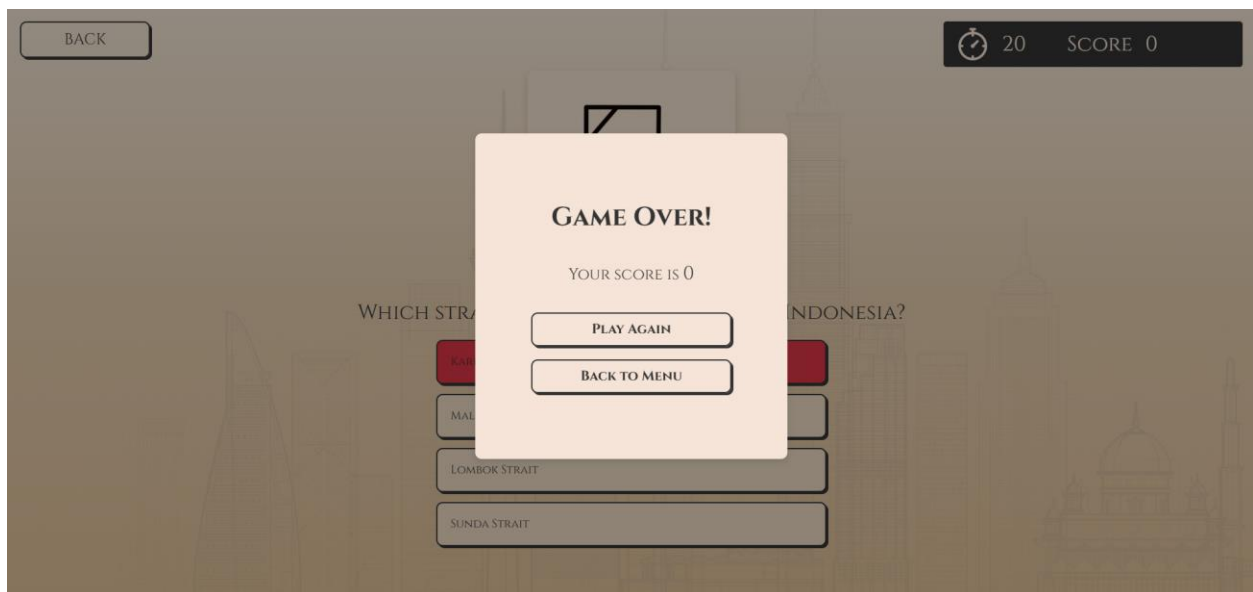 BACK
20 SCORE 0
GAME OVER!
YOUR SCORE IS 0
WHICH INDONESIA?
PLAY AGAIN
BACK TO MENU
LOMBOK STRAIT
SUNDA STRAIT